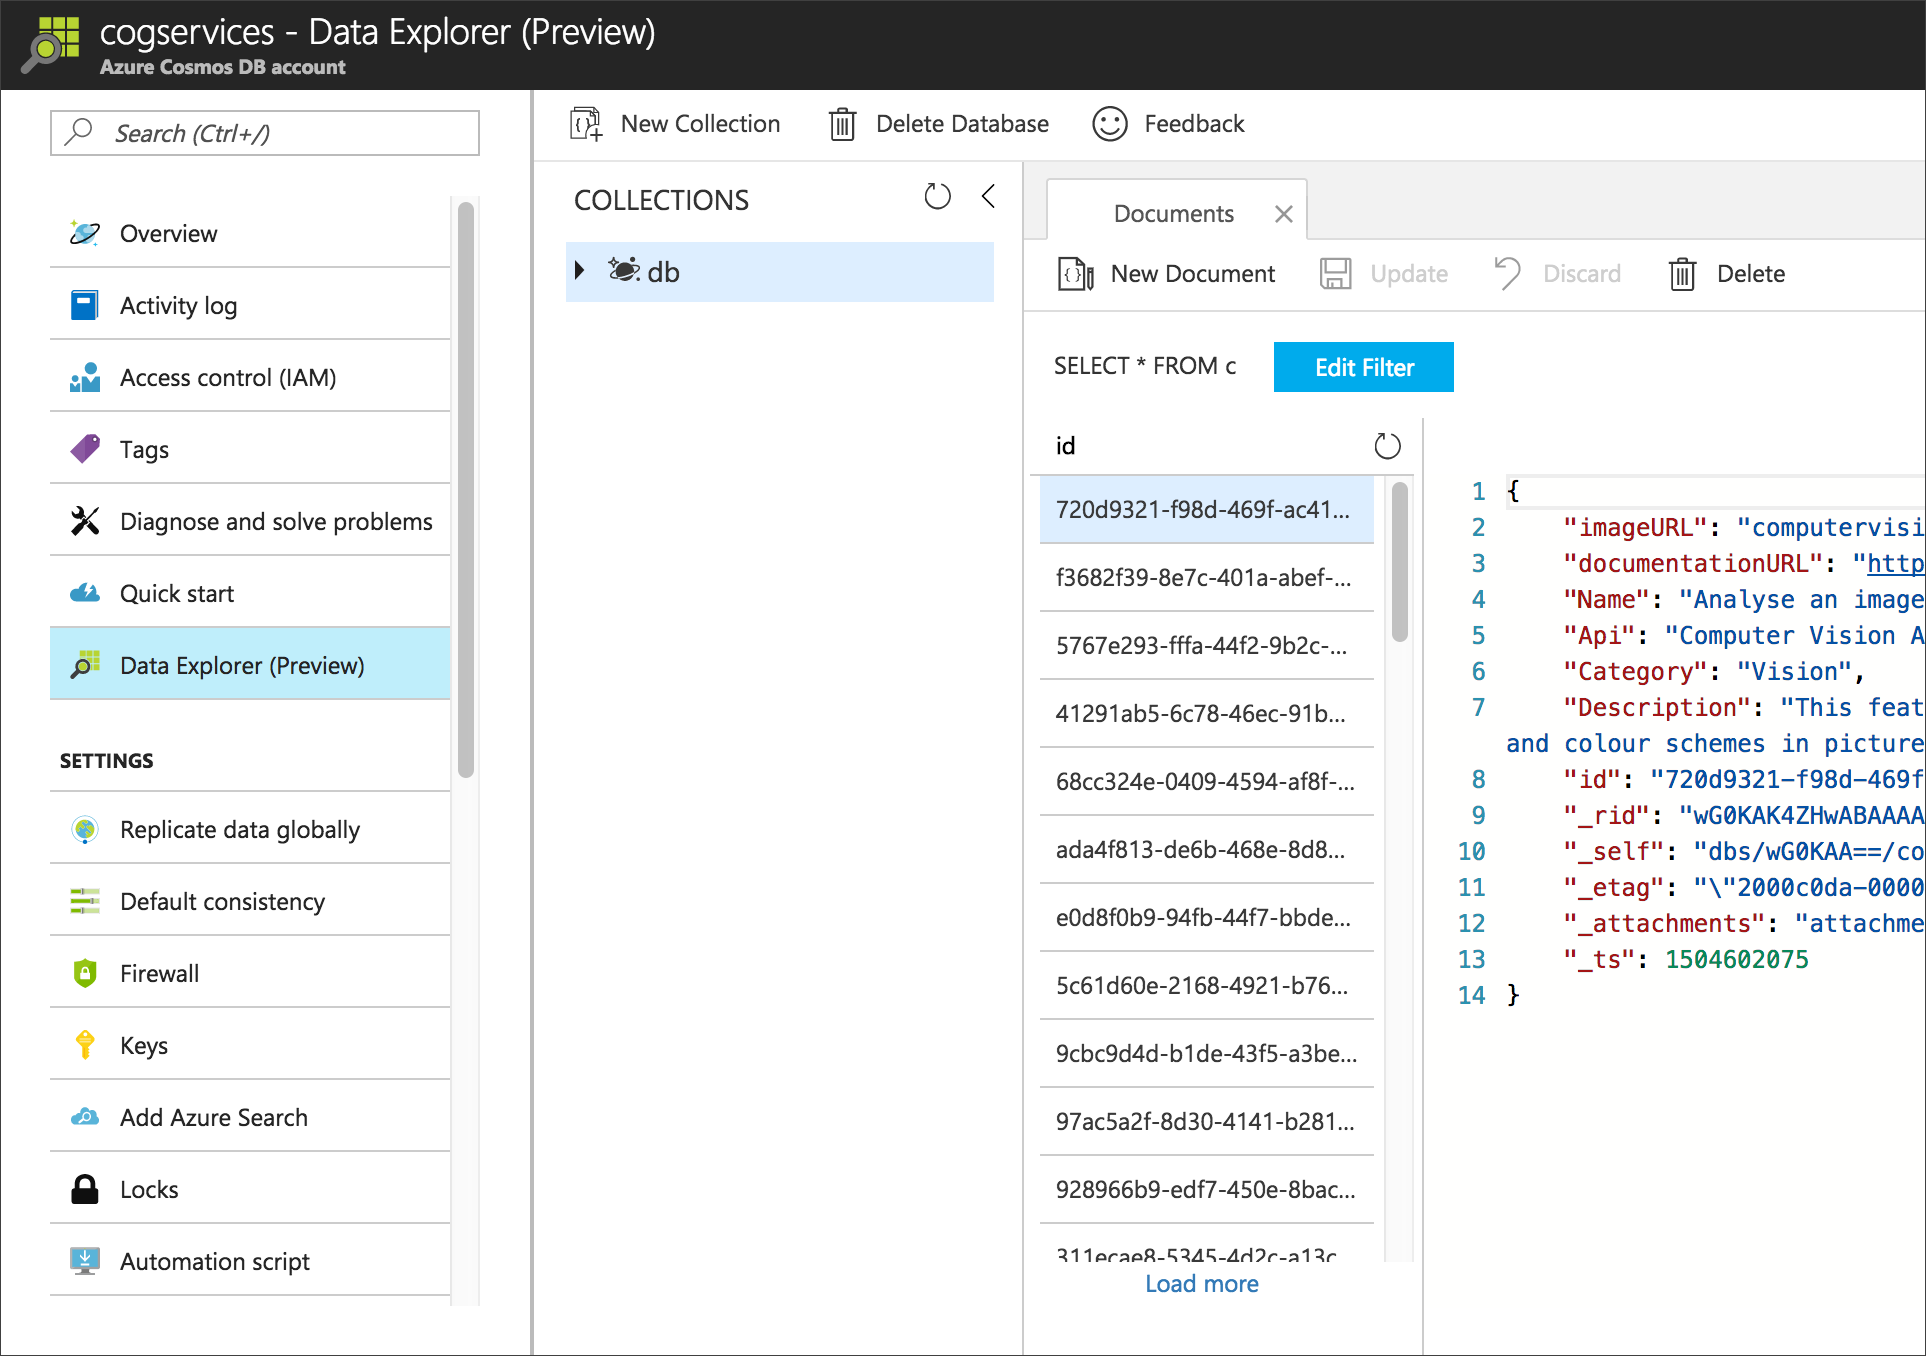 cogservices - Data Explorer (Preview)
Azure Cosmos DB account
Search (Ctrl+/)
Overview
Activity log
Access control (IAM)
Tags
Diagnose and solve problems
Quick start
Data Explorer (Preview)
SETTINGS
Replicate data globally
Default consistency
Firewall
Keys
Add Azure Search
Locks
Automation script
New Collection
Delete Database
Feedback
COLLECTIONS
db
Documents
New Document
Update
Discard
Delete
SELECT * FROM c
Edit Filter
id
720d9321-f98d-469f-ac41...
f3682f39-8e7c-401a-abef-...
5767e293-fffa-44f2-9b2c-...
41291ab5-6c78-46ec-91b...
68cc324e-0409-4594-af8f-...
ada4f813-de6b-468e-8d8...
e0d8f0b9-94fb-44f7-bbde...
5c61d60e-2168-4921-b76...
9cbc9d4d-b1de-43f5-a3be...
97ac5a2f-8d30-4141-b281...
928966b9-edf7-450e-8bac...
311ecae8-5345-4d2c-a13c
Load more
1 {
2 "imageURL": "computervisi
3 "documentationURL": "http
4 "Name": "Analyse an image
5 "Api": "Computer Vision A
6 "Category": "Vision",
7 "Description": "This feat
and colour schemes in picture
8 "id": "720d9321-f98d-469f
9 "_rid": "wG0KAK4ZHwABAAAA
10 "_self": "dbs/wG0KAA==/co
11 "_etag": "\"2000c0da-0000
12 "_attachments": "attachme
13 "_ts": 1504602075
14 }